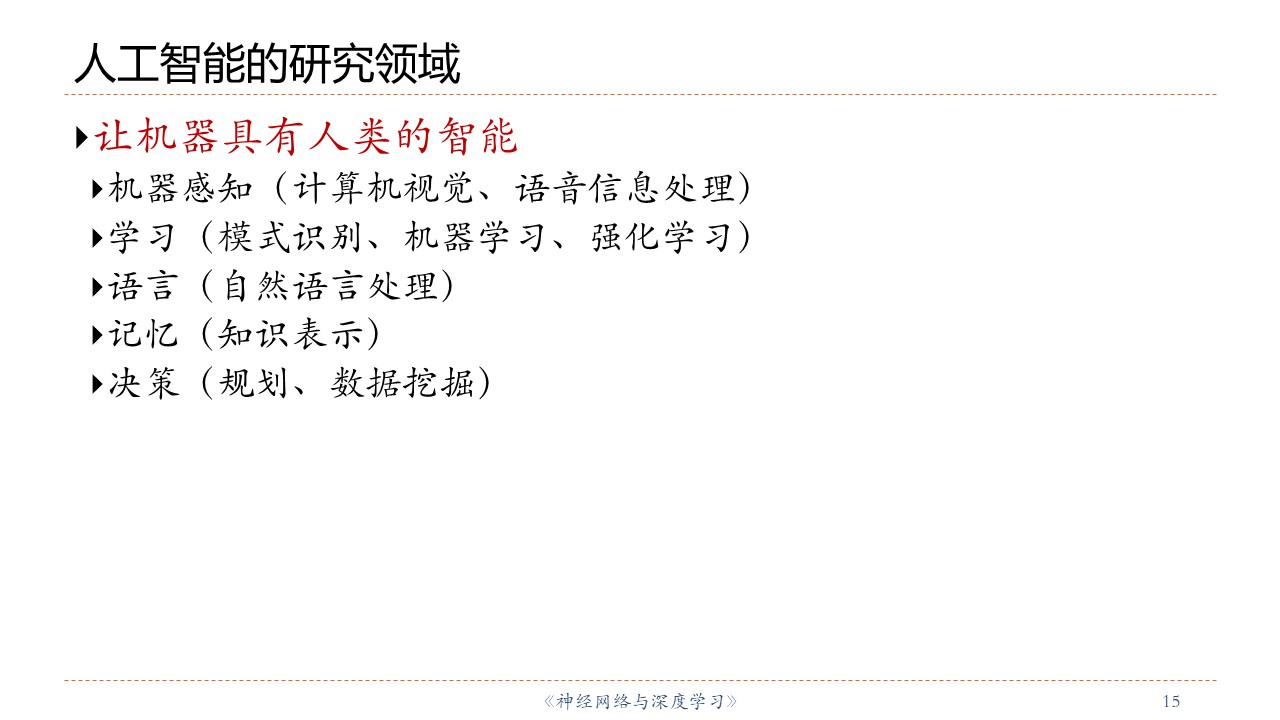 人工智能的研究领域
让机器具有人类的智能
机器感知（计算机视觉、语音信息处理）
学习（模式识别、机器学习、强化学习）
语言（自然语言处理）
记忆（知识表示）
决策（规划、数据挖掘）
《神经网络与深度学习》
15